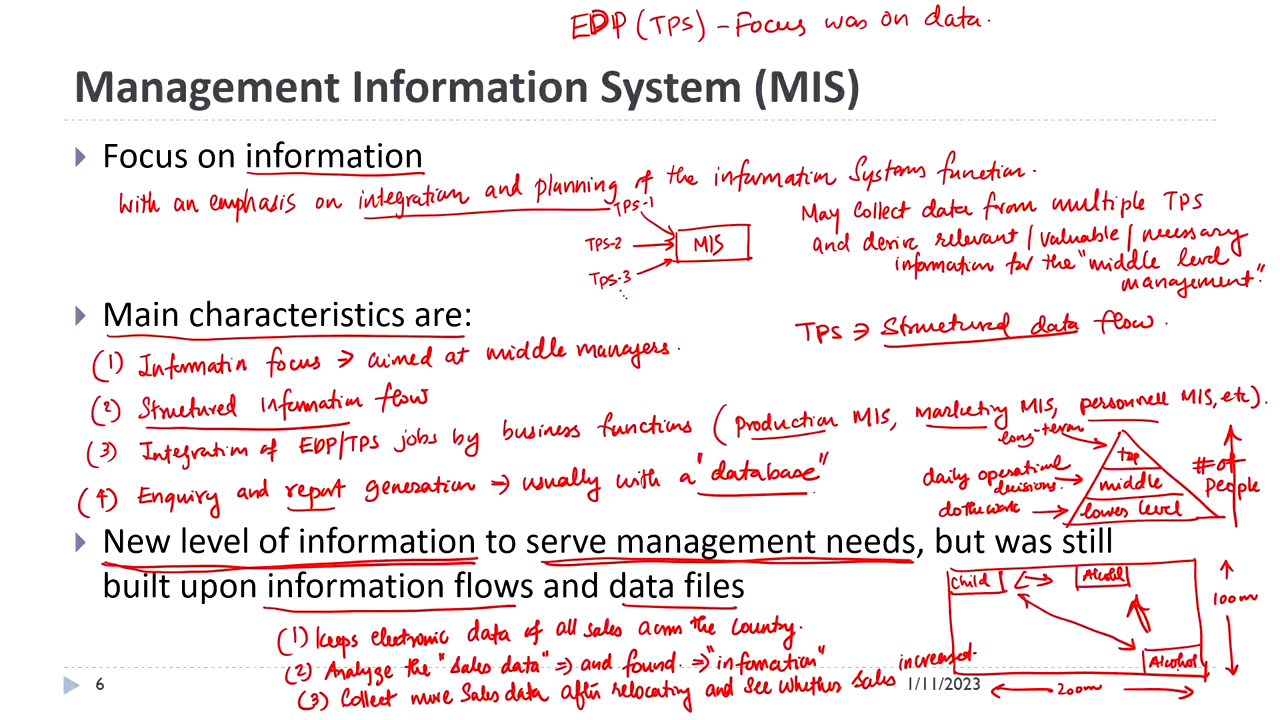 EDP (TPS) - Focus was on data.
Management Information System (MIS)
Focus on information
with an emphasis on integration and planning of the information systems function.
TPS-1
TPS-2
TPS-3
MIS
May collect data from multiple TPS
and derive relevant/valuable/necessary
information for the "middle level
management."
Main characteristics are:
TPS ⇒ Structured data flow.
(1) Informatin focus ⇒ aimed at middle managers.
(2) Structured information flow
(3) Integration of EDP/TPS jobs by business functions (production MIS, marketing MIS, personnell MIS, etc).
(4) Enquiry and report generation → usually with a "database".
long-term
daily operational
decisions.
do the work
top
middle
lower level
# of
people
New level of information to serve management needs, but was still
built upon information flows and data files
(1) keeps electronic data of all sales across the country.
(2) Analyze the "sales data" ⇒ and found ⇒ "information"
(3) Collect more sales data after relocating and see whether sales increased.
Child
Alcohol
Alcohol
100m
200m
6
1/11/2023